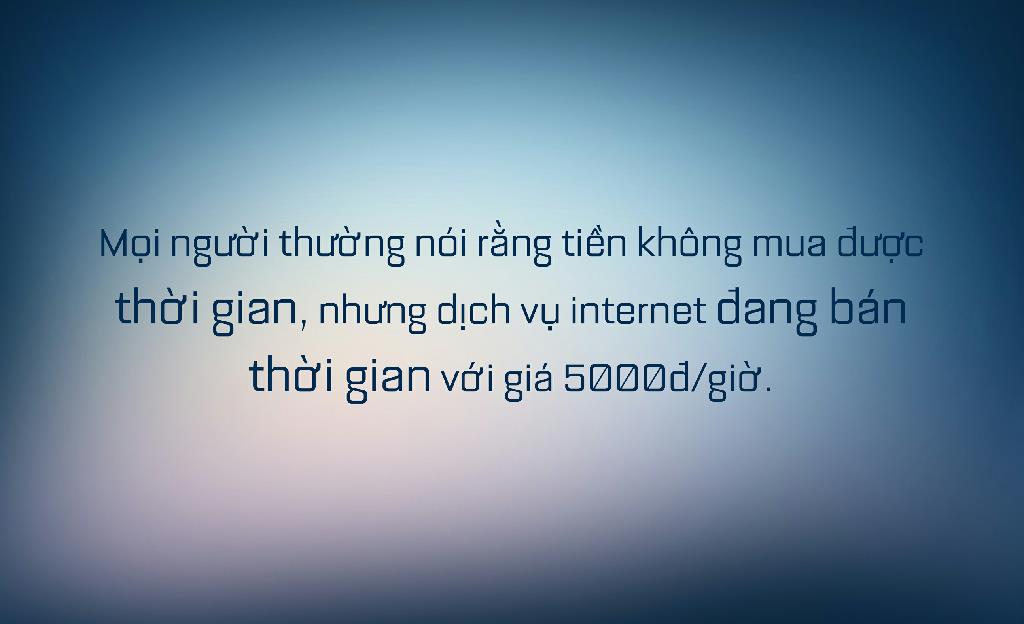 Mọi người thường nói rằng tiền không mua được
thời gian, nhưng dịch vụ internet đang bán
thời gian với giá 5000đ/giờ.